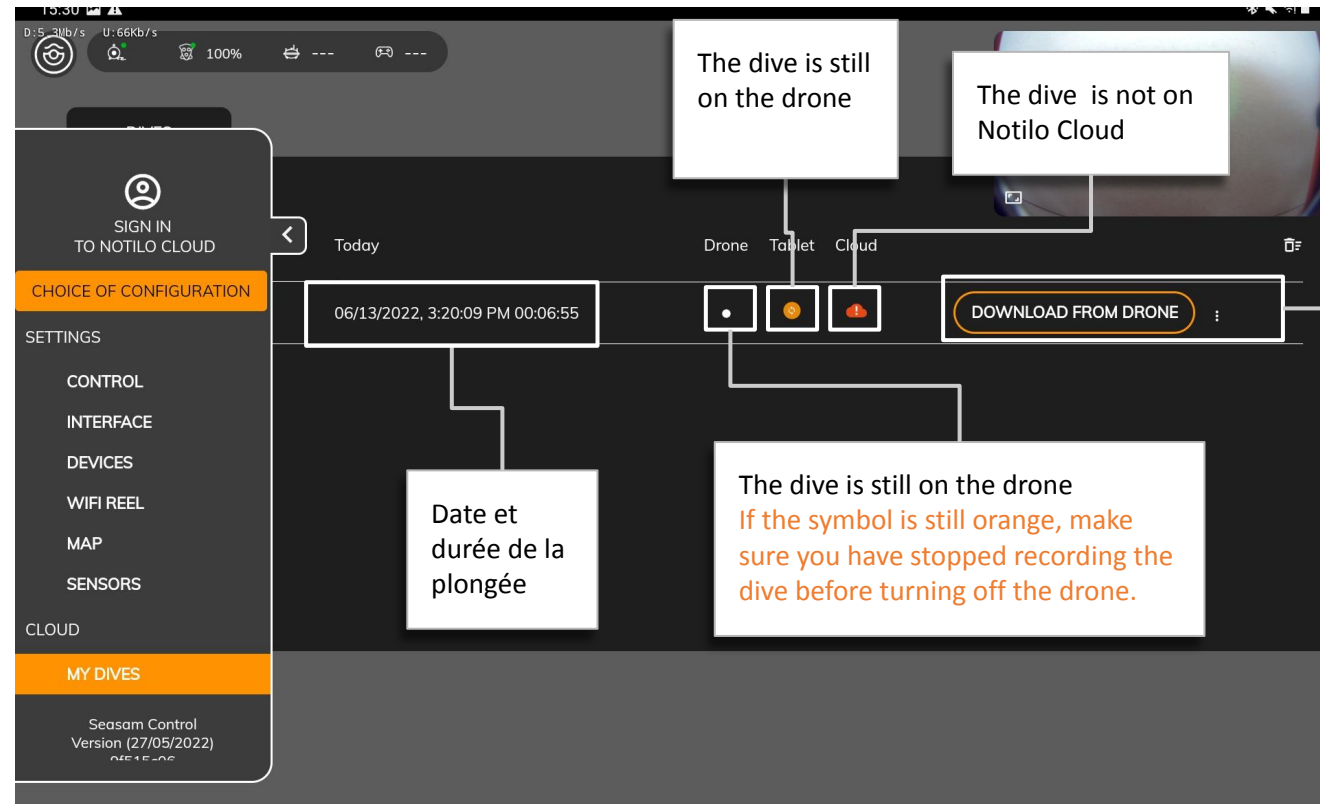 15:30
D:5.3Mb/s U:66Kb/s
100% --- ---
The dive is still
on the drone
The dive is not on
Notilo Cloud
SIGN IN
TO NOTILO CLOUD
Today
Drone Tablet Cloud
CHOICE OF CONFIGURATION
06/13/2022, 3:20:09 PM 00:06:55
DOWNLOAD FROM DRONE
SETTINGS
CONTROL
INTERFACE
DEVICES
WIFI REEL
MAP
SENSORS
CLOUD
MY DIVES
Seasam Control
Version (27/05/2022)
Date et
durée de la
plongée
The dive is still on the drone
If the symbol is still orange, make
sure you have stopped recording the
dive before turning off the drone.